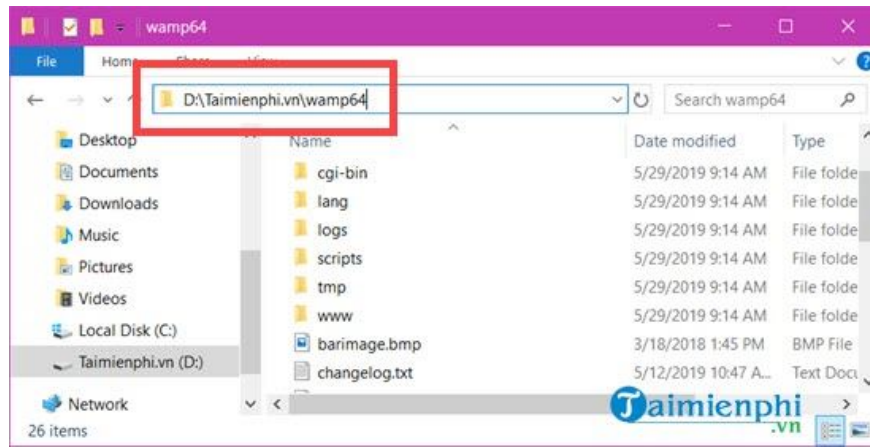 wamp64
File Home Share View
D:\Taimienphi.vn\wamp64
Search wamp64
Desktop
Documents
Downloads
Music
Pictures
Videos
Local Disk (C:)
Taimienphi.vn (D:)
Network
Name Date modified Type
cgi-bin 5/29/2019 9:14 AM File folde
lang 5/29/2019 9:14 AM File folde
logs 5/29/2019 9:14 AM File folde
scripts 5/29/2019 9:14 AM File folde
tmp 5/29/2019 9:14 AM File folde
www 5/29/2019 9:14 AM File folde
barimage.bmp 3/18/2018 1:45 PM BMP File
changelog.txt 5/12/2019 10:47 A... Text Docu
26 items
Taimienphi
.vn